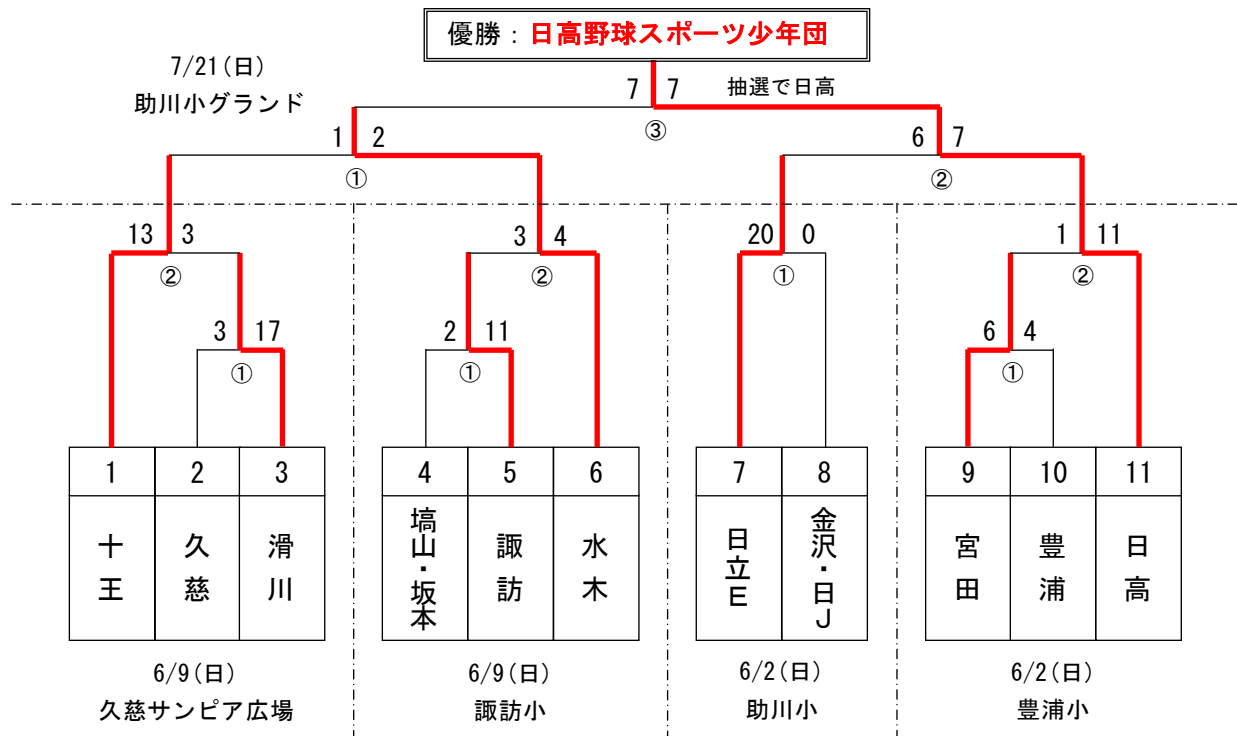 優勝：日高野球スポーツ少年団
7/21(日)
助川小グランド
7 7 抽選で日高
③
1 2 6 7
① ②
13 3 3 4 20 0 1 11
② ② ① ②
3 17 2 11 6 4
① ① ①
1 2 3 4 5 6 7 8 9 10 11
十王 久慈 滑川 塙山・坂本 諏訪 水木 日立E 金沢・日J 宮田 豊浦 日高
6/9(日) 6/9(日) 6/2(日) 6/2(日)
久慈サンピア広場 諏訪小 助川小 豊浦小